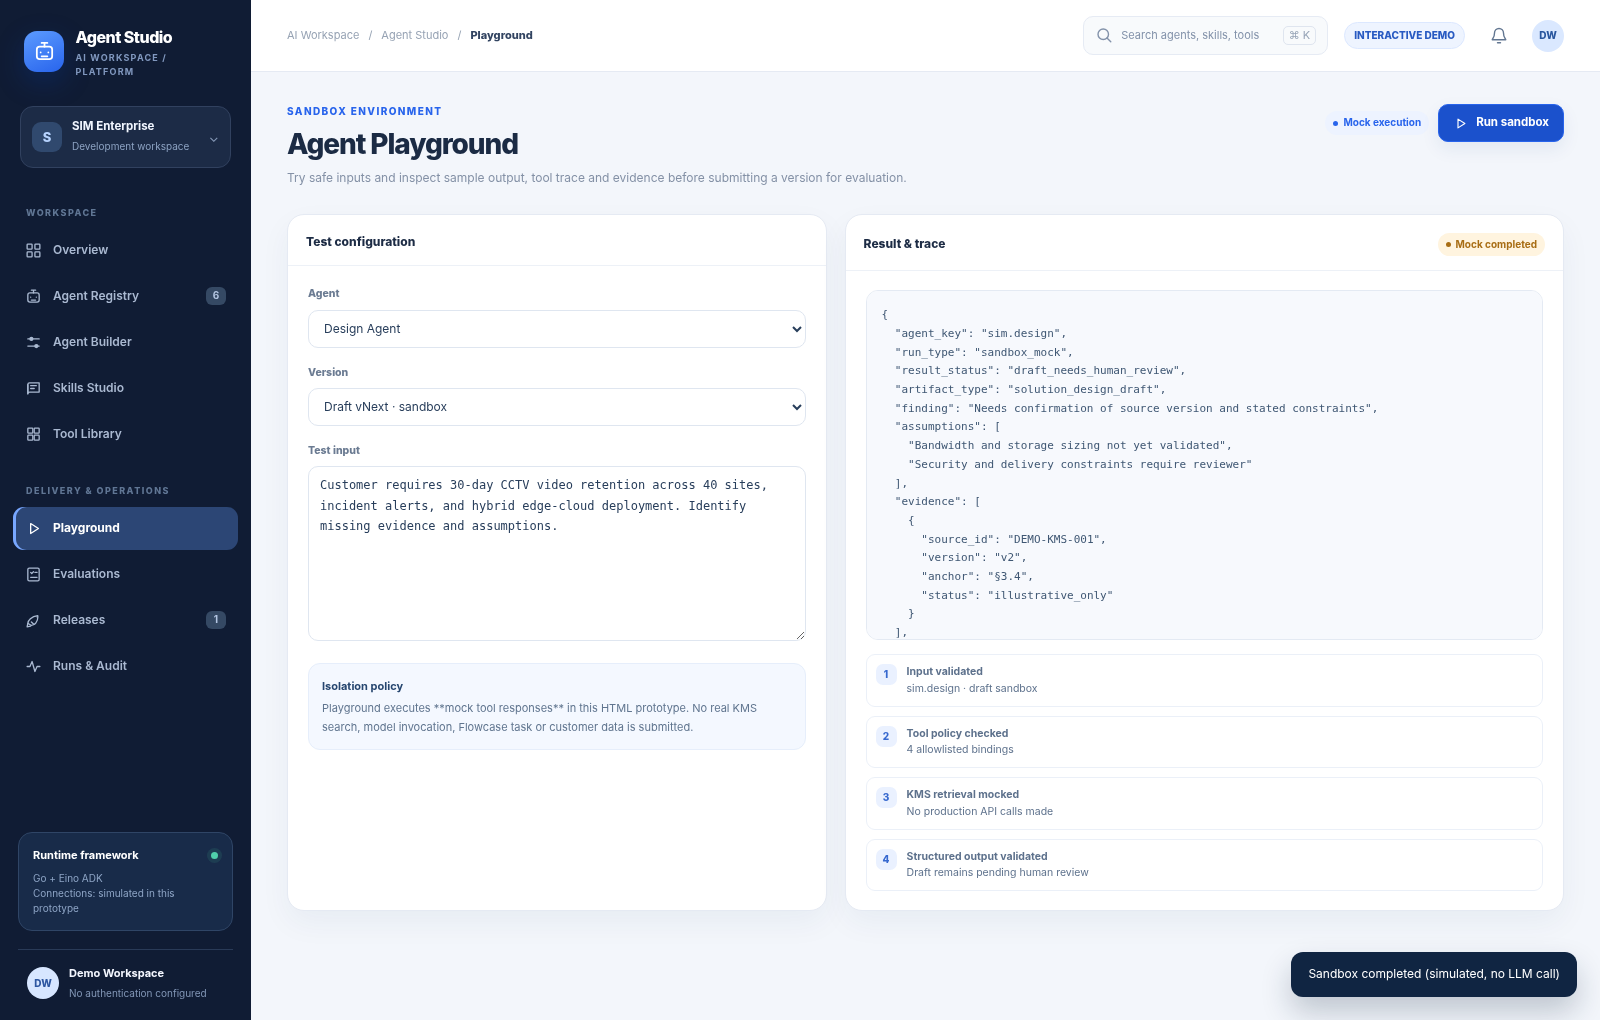 Agent Studio
AI WORKSPACE /
PLATFORM
S
SIM Enterprise
Development workspace
WORKSPACE
Overview
Agent Registry
6
Agent Builder
Skills Studio
Tool Library
DELIVERY & OPERATIONS
Playground
Evaluations
Releases
1
Runs & Audit
Runtime framework
Go + Eino ADK
Connections: simulated in this
prototype
DW
Demo Workspace
No authentication configured
AI Workspace / Agent Studio / Playground
Search agents, skills, tools
⌘ K
INTERACTIVE DEMO
DW
SANDBOX ENVIRONMENT
Agent Playground
Try safe inputs and inspect sample output, tool trace and evidence before submitting a version for evaluation.
Mock execution
Run sandbox
Test configuration
Agent
Design Agent
Version
Draft vNext · sandbox
Test input
Customer requires 30-day CCTV video retention across 40 sites,
incident alerts, and hybrid edge-cloud deployment. Identify
missing evidence and assumptions.
Isolation policy
Playground executes **mock tool responses** in this HTML prototype. No real KMS
search, model invocation, Flowcase task or customer data is submitted.
Result & trace
Mock completed
{
"agent_key": "sim.design",
"run_type": "sandbox_mock",
"result_status": "draft_needs_human_review",
"artifact_type": "solution_design_draft",
"finding": "Needs confirmation of source version and stated constraints",
"assumptions": [
"Bandwidth and storage sizing not yet validated",
"Security and delivery constraints require reviewer"
],
"evidence": [
{
"source_id": "DEMO-KMS-001",
"version": "v2",
"anchor": "§3.4",
"status": "illustrative_only"
}
],
1
Input validated
sim.design · draft sandbox
2
Tool policy checked
4 allowlisted bindings
3
KMS retrieval mocked
No production API calls made
4
Structured output validated
Draft remains pending human review
Sandbox completed (simulated, no LLM call)